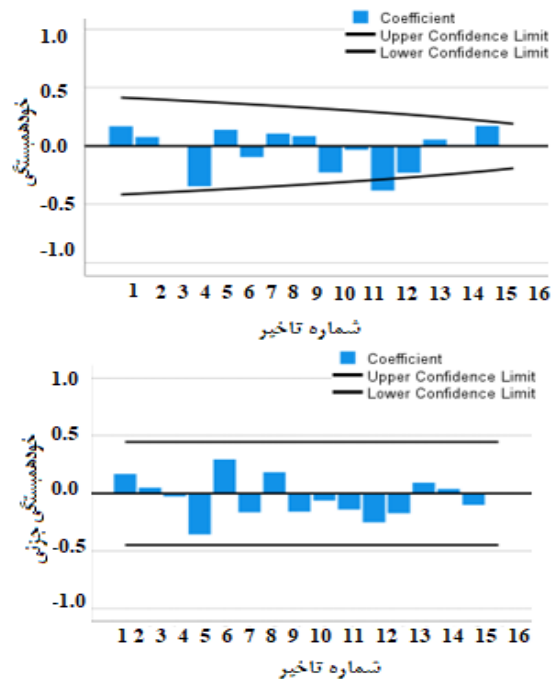 Coefficient
Upper Confidence Limit
Lower Confidence Limit
1.0
0.5
0.0
-0.5
-1.0
خودهمبستگی
1 2 3 4 5 6 7 8 9 10 11 12 13 14 15 16
شماره تاخیر
Coefficient
Upper Confidence Limit
Lower Confidence Limit
1.0
0.5
0.0
-0.5
-1.0
خودهمبستگی جزئی
1 2 3 4 5 6 7 8 9 10 11 12 13 15 16
شماره تاخیر